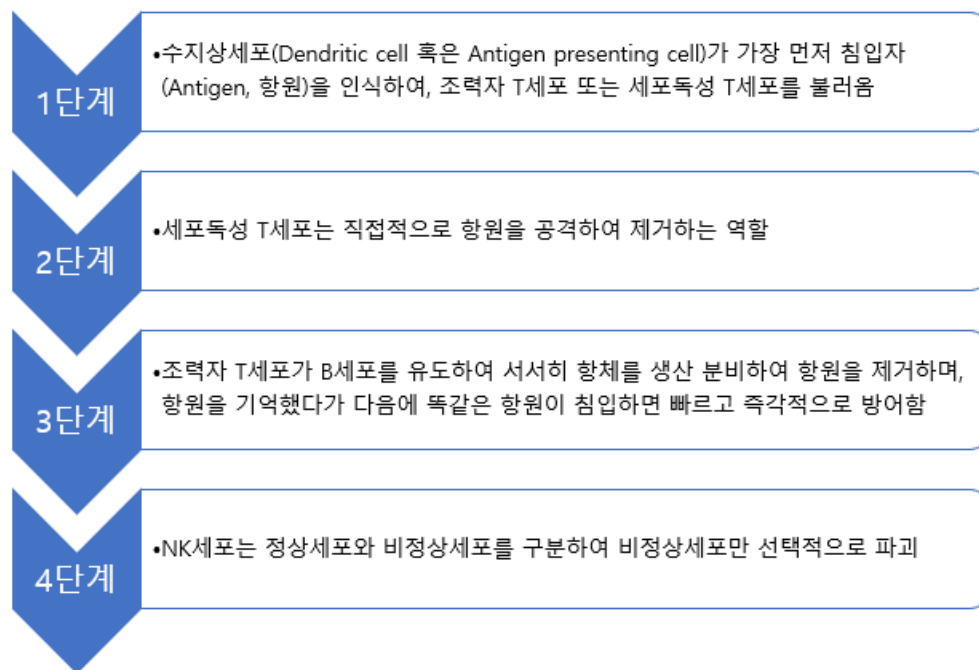 1단계
•수지상세포(Dendritic cell 혹은 Antigen presenting cell)가 가장 먼저 침입자
(Antigen, 항원)을 인식하여, 조력자 T세포 또는 세포독성 T세포를 불러옴
2단계
•세포독성 T세포는 직접적으로 항원을 공격하여 제거하는 역할
3단계
•조력자 T세포가 B세포를 유도하여 서서히 항체를 생산 분비하여 항원을 제거하며,
항원을 기억했다가 다음에 똑같은 항원이 침입하면 빠르고 즉각적으로 방어함
4단계
•NK세포는 정상세포와 비정상세포를 구분하여 비정상세포만 선택적으로 파괴